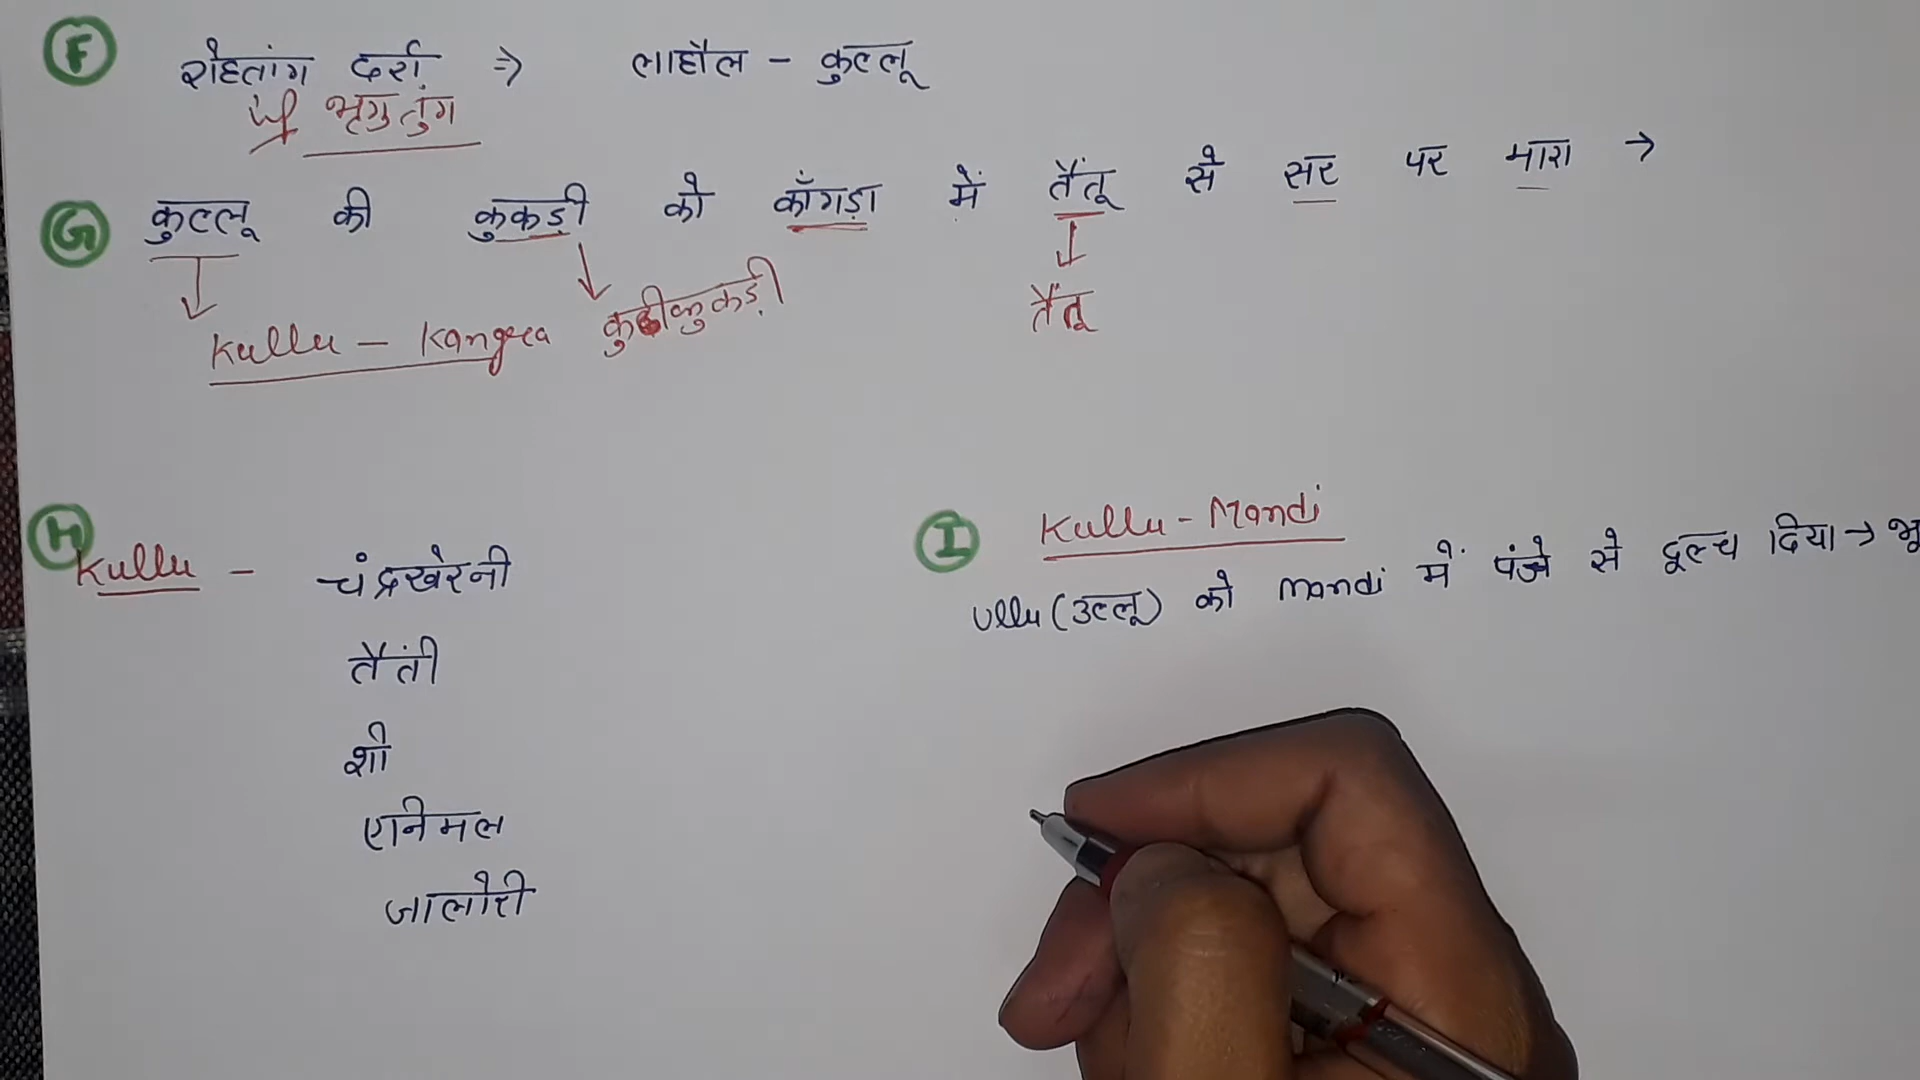 F रोहतांग दर्रा ⇒ लाहौल - कुल्लू
भृगु तुंग
G कुल्लू की कुकड़ी को काँगड़ा में तैंतू से सर पर मारा →
तैंतू
Kullu - Kangra
H Kullu - चंद्रखेरनी
तैंती
शी
एनिमल
जालोरी
I Kullu - Mandi
Ullu (उल्लू) को Mandi में पंजे से दूल्च दिया → भू